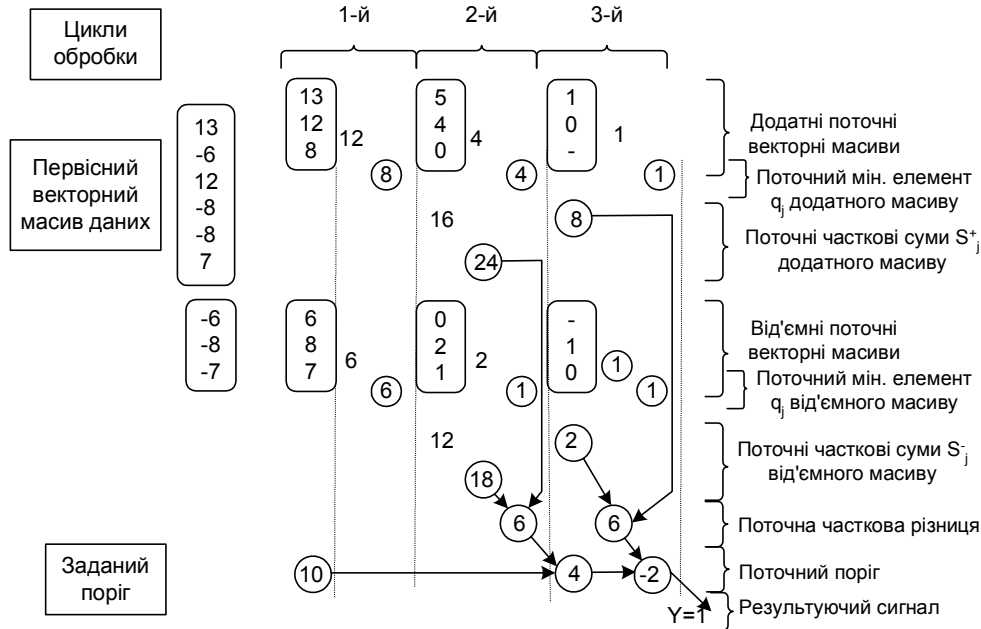 Цикли
обробки
1-й
2-й
3-й
Первісний
векторний
масив даних
13
-6
12
-8
-8
7
13
12
8
12
8
5
4
0
4
4
1
0
-
1
1
Додатні поточні
векторні масиви
Поточний мін. елемент
qj додатного масиву
16
24
8
Поточні часткові суми S+j
додатного масиву
-6
-8
-7
6
8
7
6
6
0
2
1
2
1
-
1
0
1
1
Від'ємні поточні
векторні масиви
Поточний мін. елемент
qj від'ємного масиву
12
18
2
Поточні часткові суми S-j
від'ємного масиву
6
6
Поточна часткова різниця
Заданий
поріг
10
4
-2
Поточний поріг
Y=1
Результуючий сигнал